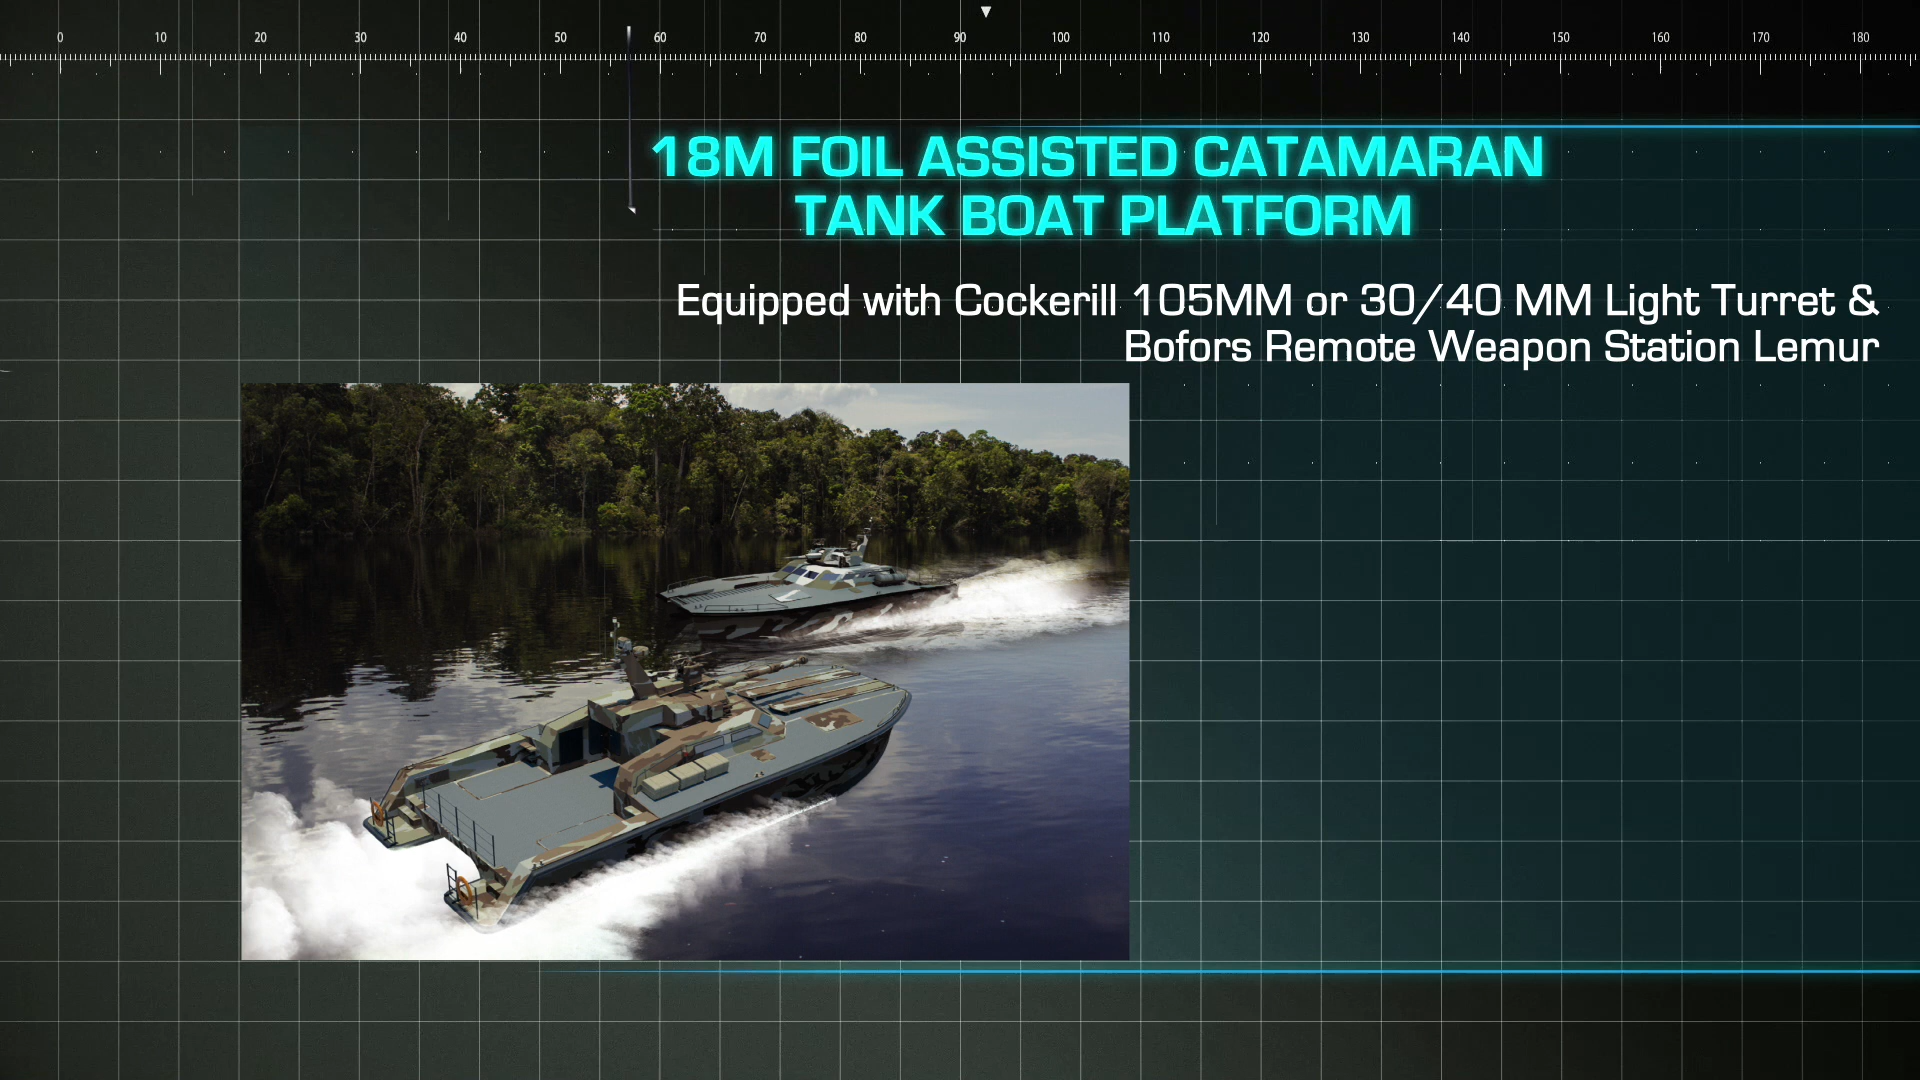 0 10 20 30 40 50 60 70 80 90 100 110 120 130 140 150 160 170 180
18M FOIL ASSISTED CATAMARAN
TANK BOAT PLATFORM
Equipped with Cockerill 105MM or 30/40 MM Light Turret &
Bofors Remote Weapon Station Lemur